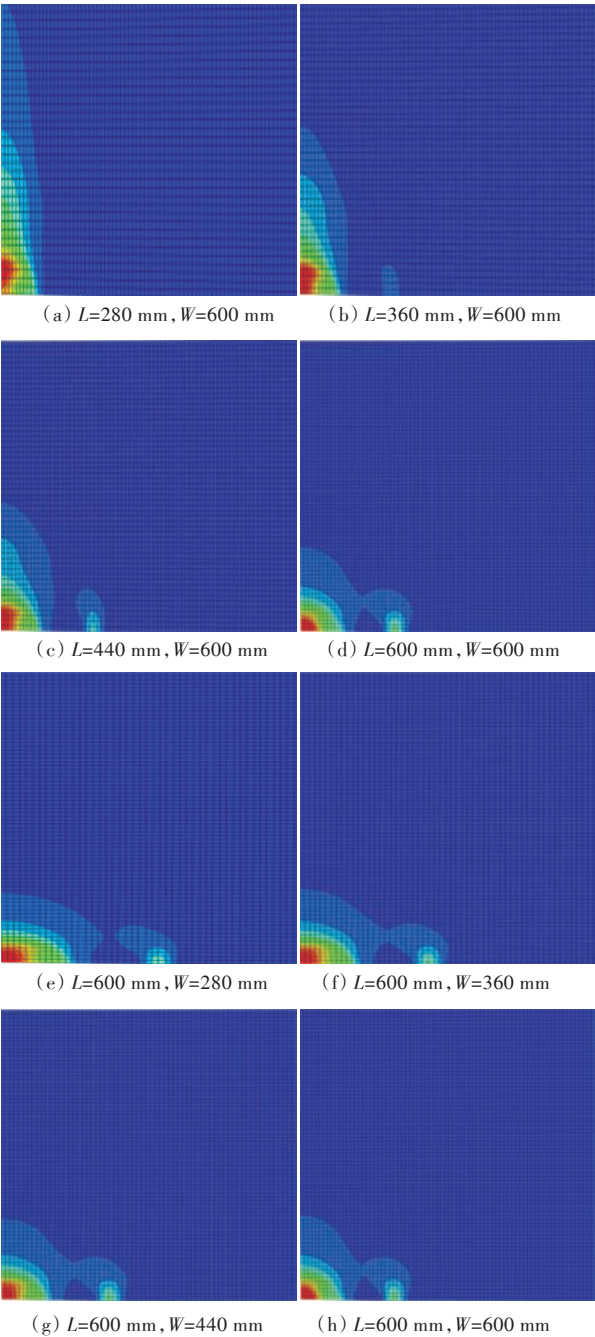 (a) L=280 mm, W=600 mm
(b) L=360 mm, W=600 mm
(c) L=440 mm, W=600 mm
(d) L=600 mm, W=600 mm
(e) L=600 mm, W=280 mm
(f) L=600 mm, W=360 mm
(g) L=600 mm, W=440 mm
(h) L=600 mm, W=600 mm